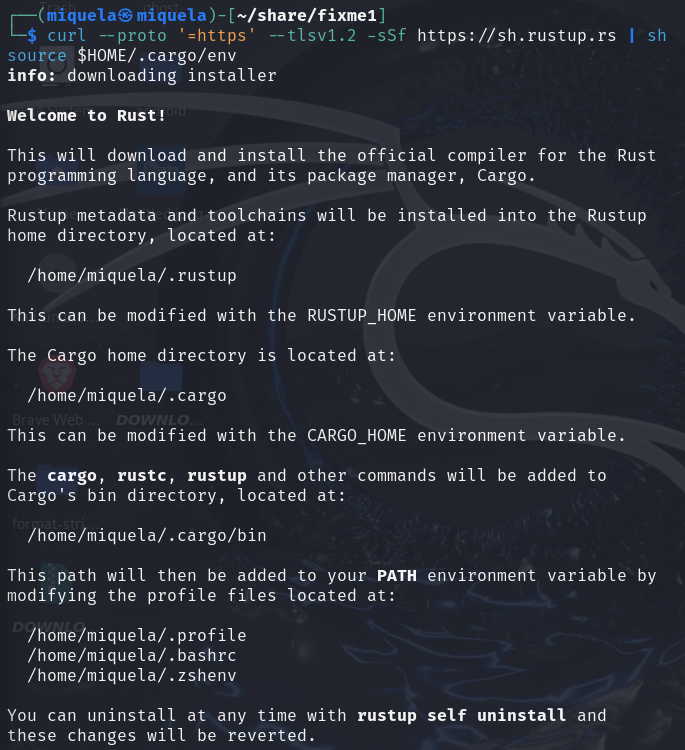 ┌──(miquela㉿miquela)-[~/share/fixme1]
└─$ curl --proto '=https' --tlsv1.2 -sSf https://sh.rustup.rs | sh
source $HOME/.cargo/env
info: downloading installer
Welcome to Rust!
This will download and install the official compiler for the Rust
programming language, and its package manager, Cargo.
Rustup metadata and toolchains will be installed into the Rustup
home directory, located at:
/home/miquela/.rustup
This can be modified with the RUSTUP_HOME environment variable.
The Cargo home directory is located at:
/home/miquela/.cargo
Brave Web ...
DOWNLO...
This can be modified with the CARGO_HOME environment variable.
The cargo, rustc, rustup and other commands will be added to
Cargo's bin directory, located at:
format-stri...
/home/miquela/.cargo/bin
This path will then be added to your PATH environment variable by
modifying the profile files located at:
DOWNLO...
/home/miquela/.profile
/home/miquela/.bashrc
/home/miquela/.zshenv
You can uninstall at any time with rustup self uninstall and
these changes will be reverted.